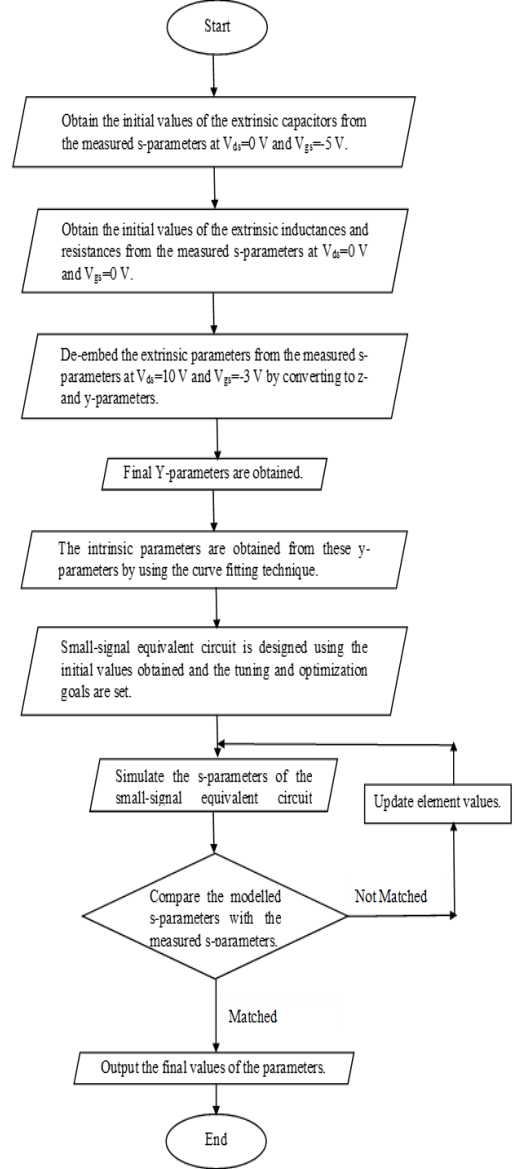 Start
Obtain the initial values of the extrinsic capacitors from
the measured s-parameters at Vds=0 V and Vgs=-5 V.
Obtain the initial values of the extrinsic inductances and
resistances from the measured s-parameters at Vds=0 V
and Vgs=0 V.
De-embed the extrinsic parameters from the measured s-
parameters at Vds=10 V and Vgs=-3 V by converting to z-
and y-parameters.
Final Y-parameters are obtained.
The intrinsic parameters are obtained from these y-
parameters by using the curve fitting technique.
Small-signal equivalent circuit is designed using the
initial values obtained and the tuning and optimization
goals are set.
Simulate the s-parameters of the
small-signal equivalent circuit
Update element values.
Compare the modelled
s-parameters with the
measured s-parameters.
Not Matched
Matched
Output the final values of the parameters.
End